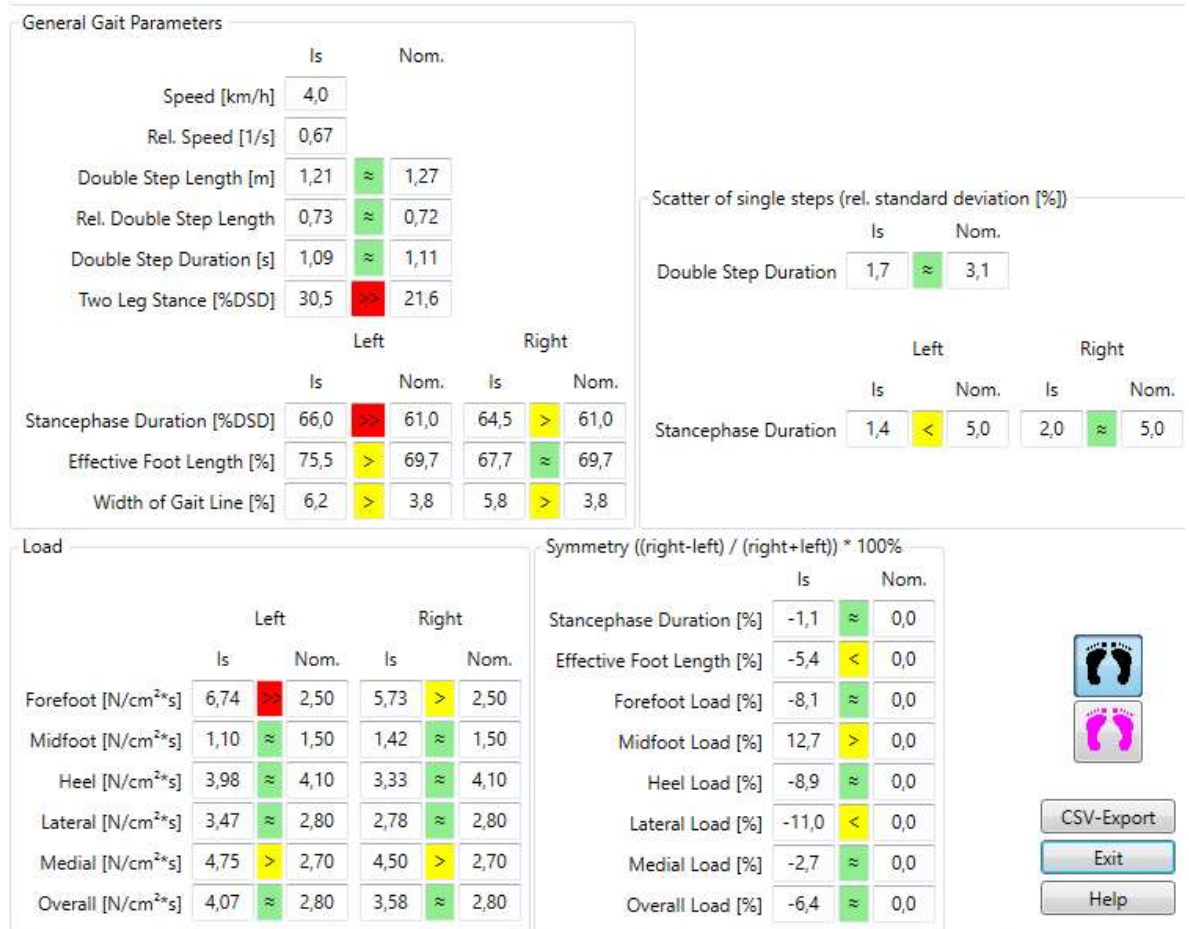 General Gait Parameters
Is Nom.
Speed [km/h] 4,0
Rel. Speed [1/s] 0,67
Double Step Length [m] 1,21 ≈ 1,27
Rel. Double Step Length 0,73 ≈ 0,72
Double Step Duration [s] 1,09 ≈ 1,11
Two Leg Stance [%DSD] 30,5 >> 21,6
Left Right
Is Nom. Is Nom.
Stancephase Duration [%DSD] 66,0 >> 61,0 64,5 > 61,0
Effective Foot Length [%] 75,5 > 69,7 67,7 ≈ 69,7
Width of Gait Line [%] 6,2 > 3,8 5,8 > 3,8
Scatter of single steps (rel. standard deviation [%])
Is Nom.
Double Step Duration 1,7 ≈ 3,1
Left Right
Is Nom. Is Nom.
Stancephase Duration 1,4 < 5,0 2,0 ≈ 5,0
Load
Left Right
Is Nom. Is Nom.
Forefoot [N/cm²*s] 6,74 >> 2,50 5,73 > 2,50
Midfoot [N/cm²*s] 1,10 ≈ 1,50 1,42 ≈ 1,50
Heel [N/cm²*s] 3,98 ≈ 4,10 3,33 ≈ 4,10
Lateral [N/cm²*s] 3,47 ≈ 2,80 2,78 ≈ 2,80
Medial [N/cm²*s] 4,75 > 2,70 4,50 > 2,70
Overall [N/cm²*s] 4,07 ≈ 2,80 3,58 ≈ 2,80
Symmetry ((right-left) / (right+left)) * 100%
Is Nom.
Stancephase Duration [%] -1,1 ≈ 0,0
Effective Foot Length [%] -5,4 < 0,0
Forefoot Load [%] -8,1 ≈ 0,0
Midfoot Load [%] 12,7 > 0,0
Heel Load [%] -8,9 ≈ 0,0
Lateral Load [%] -11,0 < 0,0
Medial Load [%] -2,7 ≈ 0,0
Overall Load [%] -6,4 ≈ 0,0
CSV-Export
Exit
Help